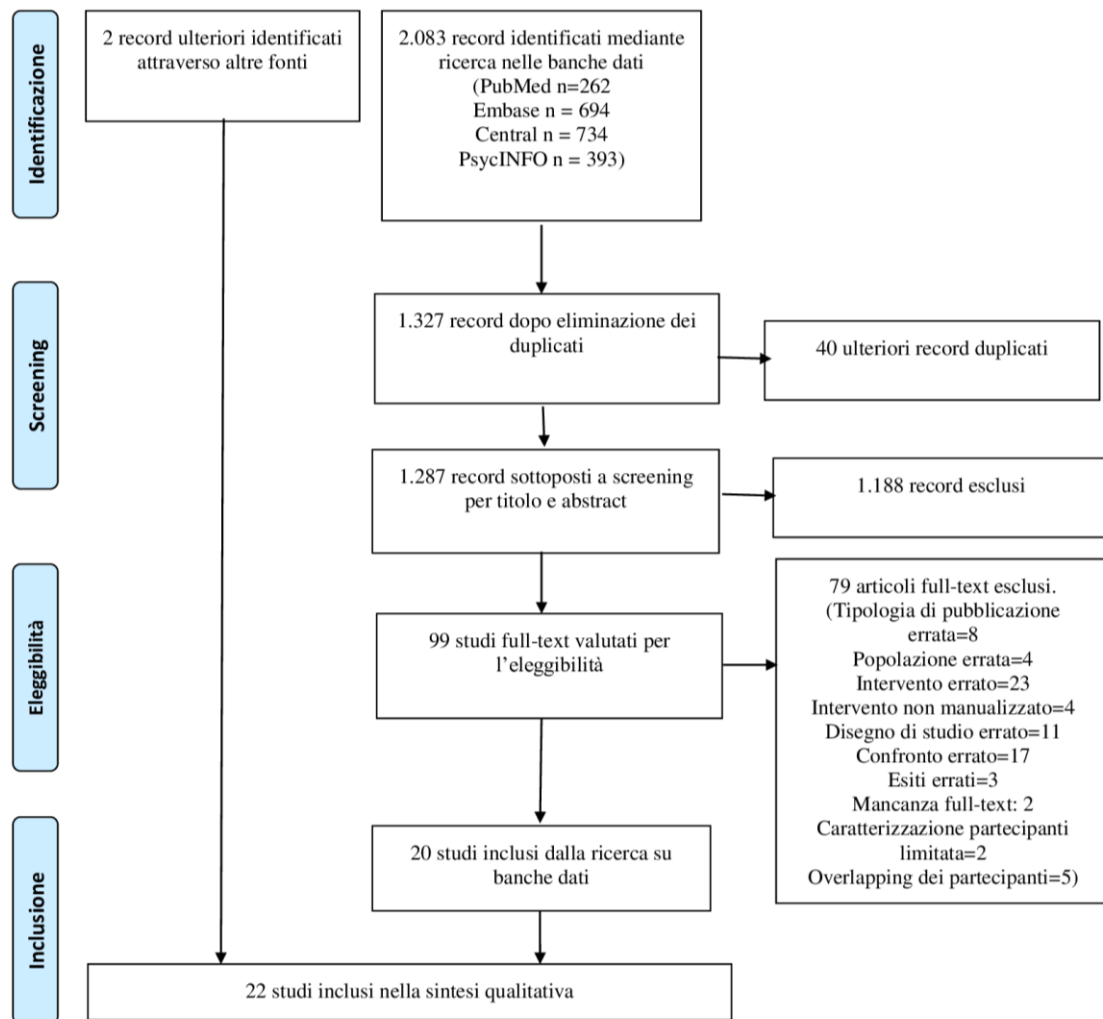 Identificazione
2 record ulteriori identificati
attraverso altre fonti
2.083 record identificati mediante
ricerca nelle banche dati
(PubMed n=262
Embase n = 694
Central n = 734
PsycINFO n = 393)
Screening
1.327 record dopo eliminazione dei
duplicati
40 ulteriori record duplicati
1.287 record sottoposti a screening
per titolo e abstract
1.188 record esclusi
Eleggibilità
99 studi full-text valutati per
l'eleggibilità
79 articoli full-text esclusi.
(Tipologia di pubblicazione
errata=8
Popolazione errata=4
Intervento errato=23
Intervento non manualizzato=4
Disegno di studio errato=11
Confronto errato=17
Esiti errati=3
Mancanza full-text: 2
Caratterizzazione partecipanti
limitata=2
Overlapping dei partecipanti=5)
Inclusione
20 studi inclusi dalla ricerca su
banche dati
22 studi inclusi nella sintesi qualitativa